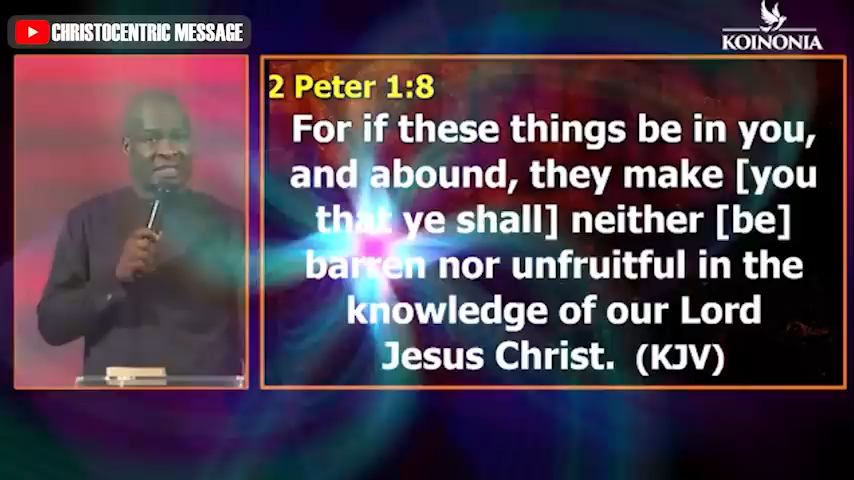 CHRISTOCENTRIC MESSAGE
KOINONIA
2 Peter 1:8
For if these things be in you,
and abound, they make [you
that ye shall] neither [be]
barren nor unfruitful in the
knowledge of our Lord
Jesus Christ. (KJV)